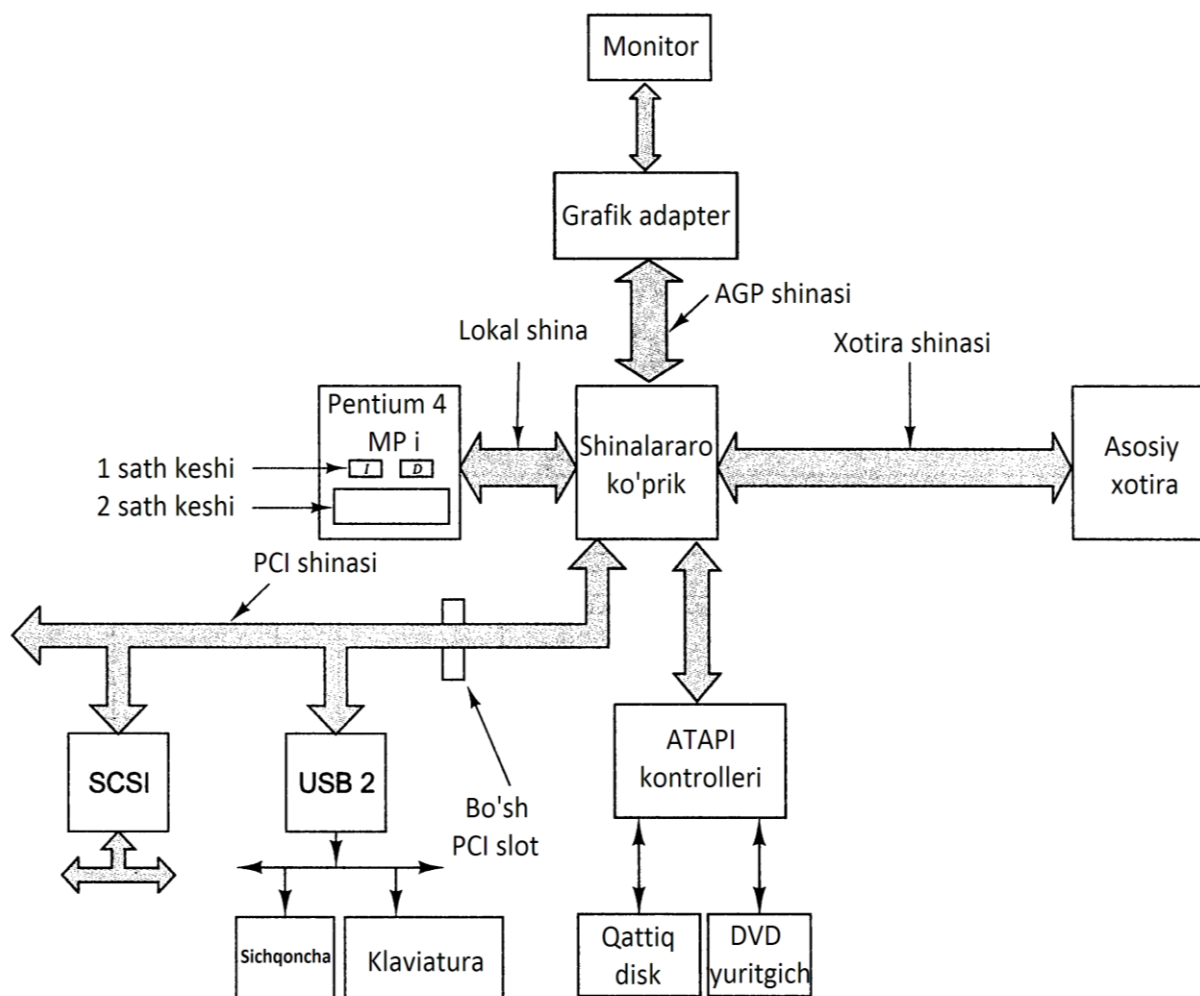 Monitor
Grafik adapter
AGP shinasi
Lokal shina
Xotira shinasi
Pentium 4
MP i
I
D
1 sath keshi
2 sath keshi
Shinalararo
ko'prik
Asosiy
xotira
PCI shinasi
SCSI
USB 2
Bo'sh
PCI slot
ATAPI
kontrolleri
Sichqoncha
Klaviatura
Qattiq
disk
DVD
yuritgich